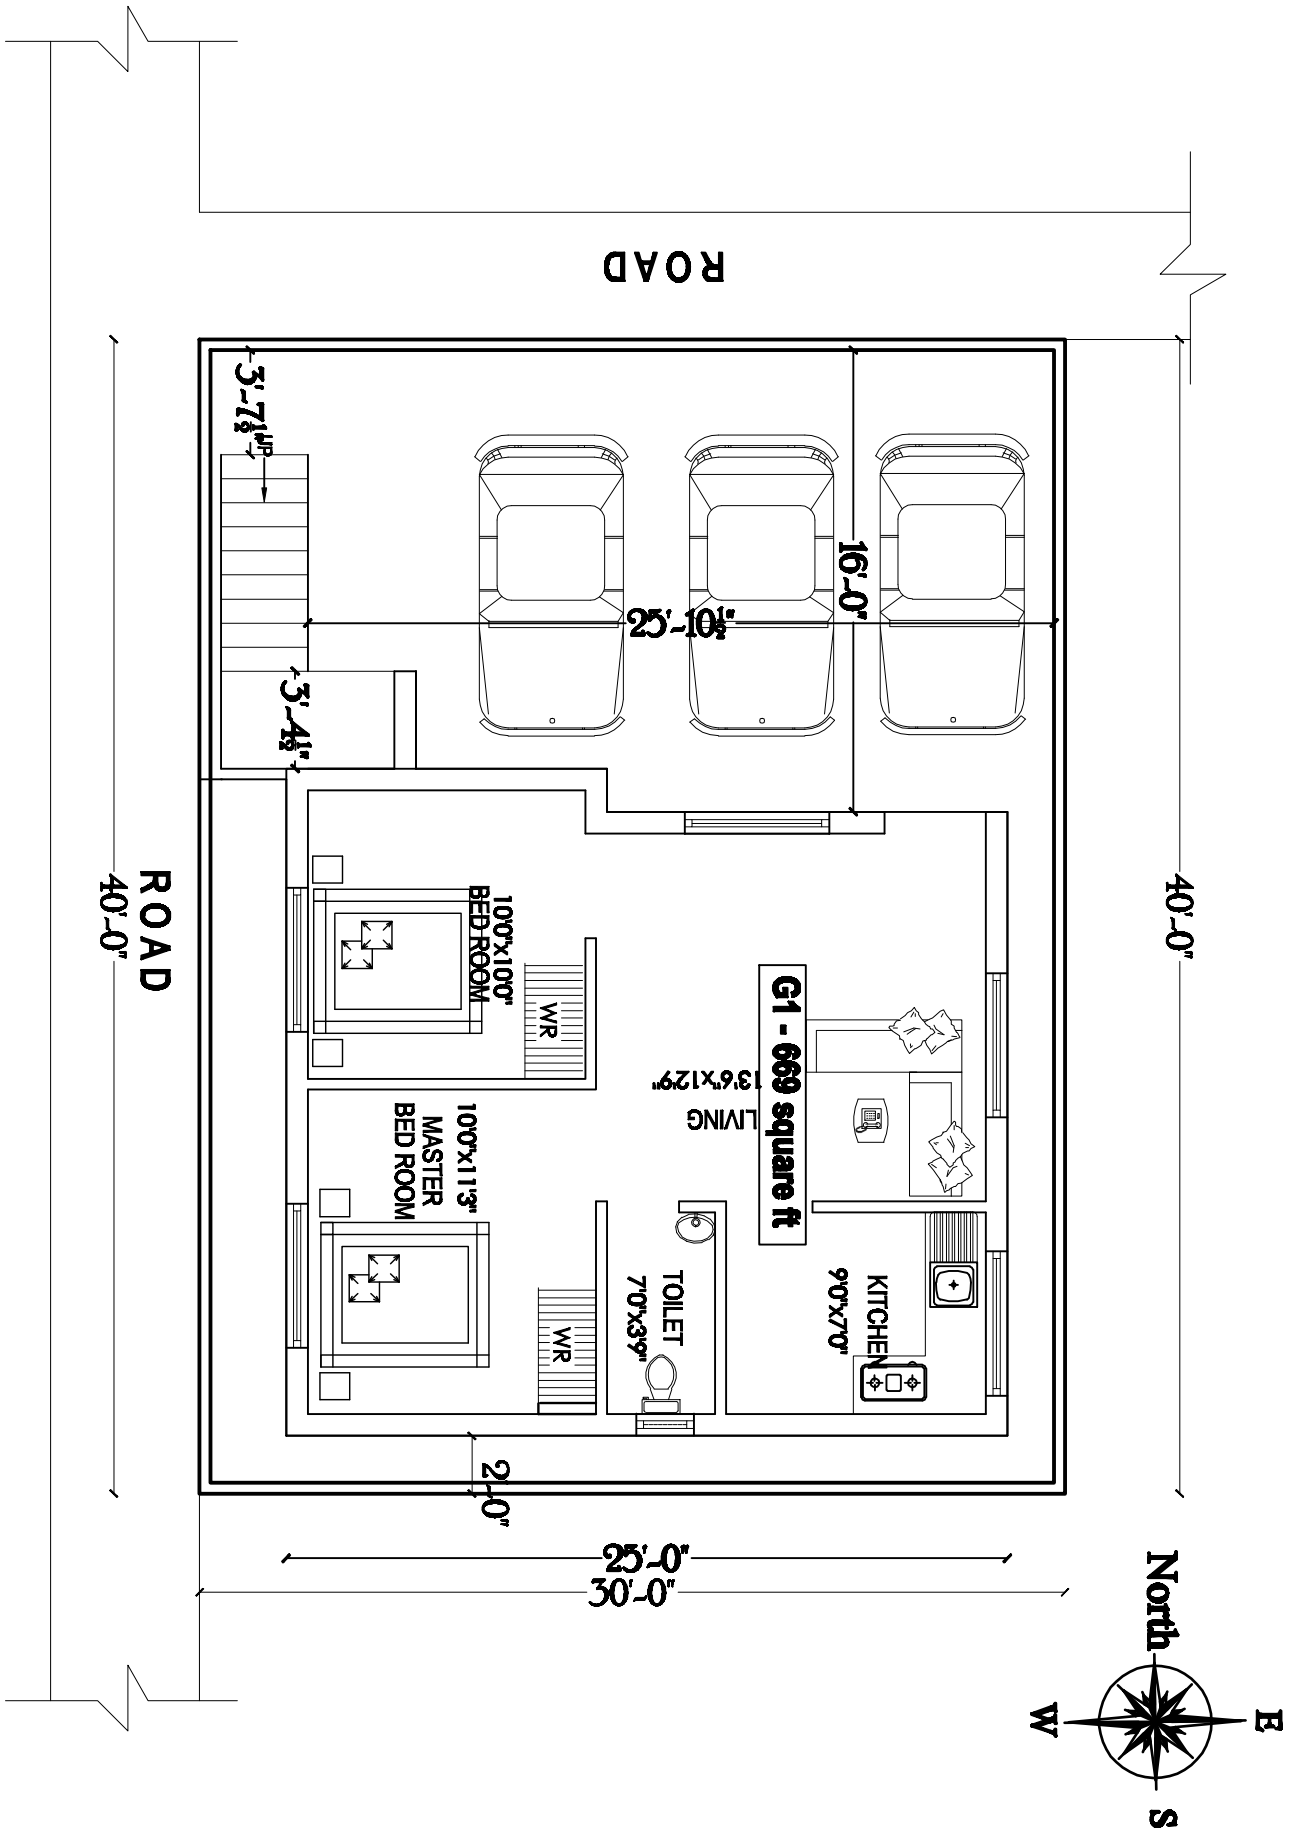 ROAD
40'-0"
3'-7½"
UP
16'-0"
25'-10½"
3'-4½"
ROAD
40'-0"
10'0"x10'0"
BED ROOM
WR
G1 - 669 square ft
LIVING
13'6"x12'9"
10'0"x11'3"
MASTER
BED ROOM
WR
TOILET
7'0"x3'9"
KITCHEN
9'0"x7'0"
2'-0"
25'-0"
30'-0"
North
E
W
S